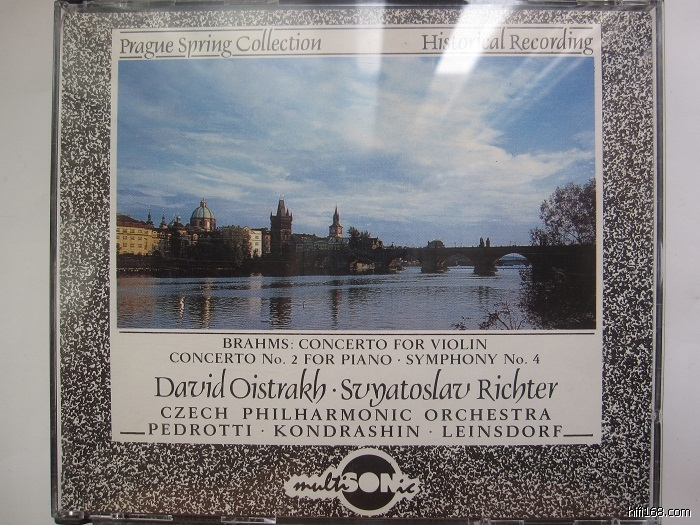 Prague Spring Collection Historical Recording
BRAHMS: CONCERTO FOR VIOLIN
CONCERTO No. 2 FOR PIANO · SYMPHONY No. 4
David Oistrakh · Svyatoslav Richter
CZECH PHILHARMONIC ORCHESTRA
PEDROTTI · KONDRASHIN · LEINSDORF
multiSONic
hifi168.com